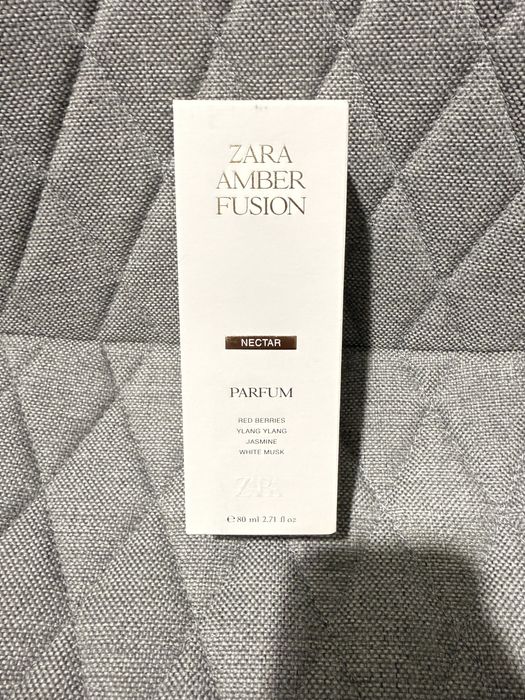 ZARA
AMBER
FUSION
NECTAR
PARFUM
RED BERRIES
YLANG YLANG
JASMINE
WHITE MUSK
ZARA
℮ 80 ml 2.71 fl oz